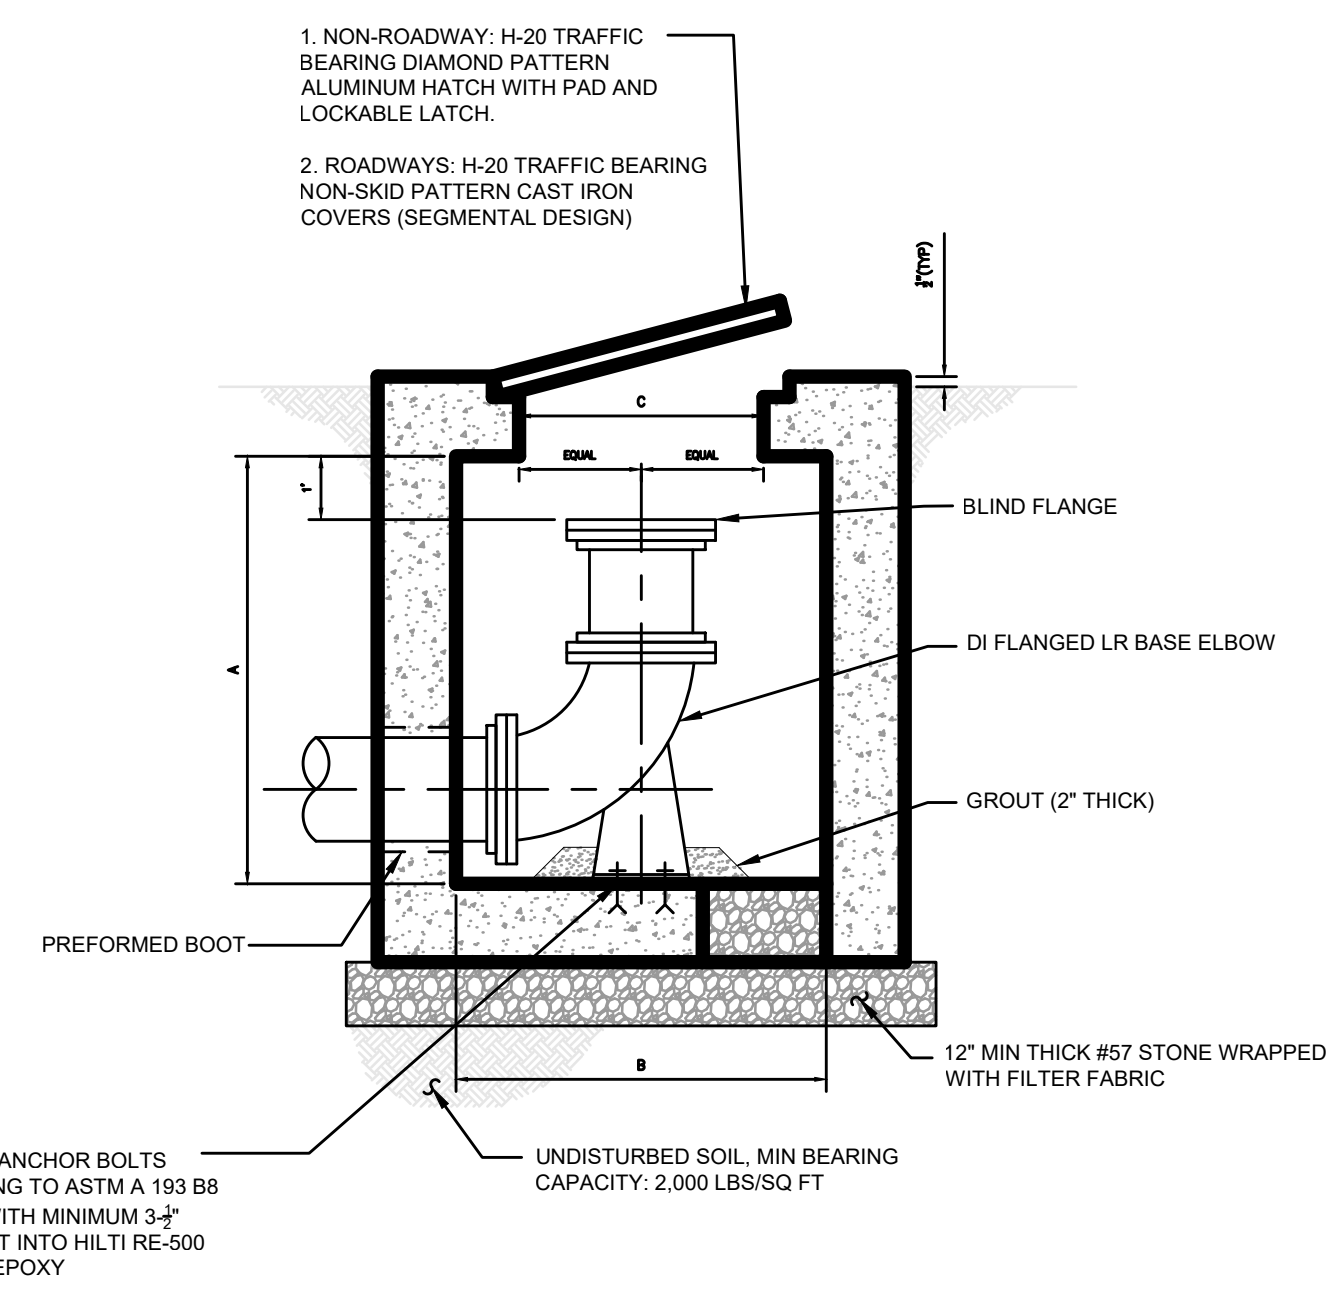 1. NON-ROADWAY: H-20 TRAFFIC
BEARING DIAMOND PATTERN
ALUMINUM HATCH WITH PAD AND
LOCKABLE LATCH.
2. ROADWAYS: H-20 TRAFFIC BEARING
NON-SKID PATTERN CAST IRON
COVERS (SEGMENTAL DESIGN)
1/2"(TYP)
C
EQUAL
EQUAL
1'
BLIND FLANGE
A
DI FLANGED LR BASE ELBOW
GROUT (2" THICK)
PREFORMED BOOT
12" MIN THICK #57 STONE WRAPPED
WITH FILTER FABRIC
B
UNDISTURBED SOIL, MIN BEARING
CAPACITY: 2,000 LBS/SQ FT
ANCHOR BOLTS
NG TO ASTM A 193 B8
WITH MINIMUM 3-1/2"
T INTO HILTI RE-500
EPOXY